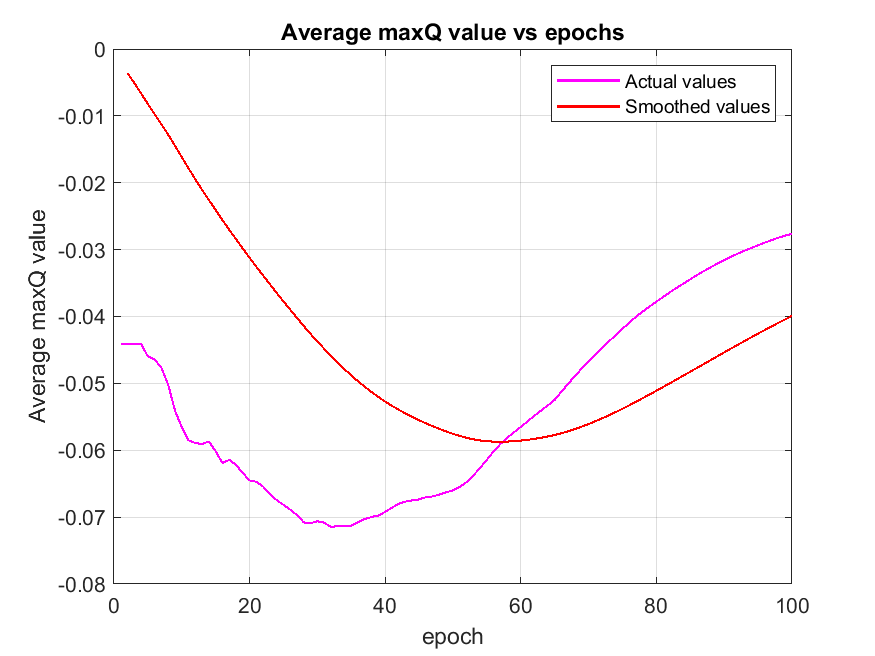 Average maxQ value vs epochs
Actual values
Smoothed values
Average maxQ value
0
-0.01
-0.02
-0.03
-0.04
-0.05
-0.06
-0.07
-0.08
0 20 40 60 80 100
epoch